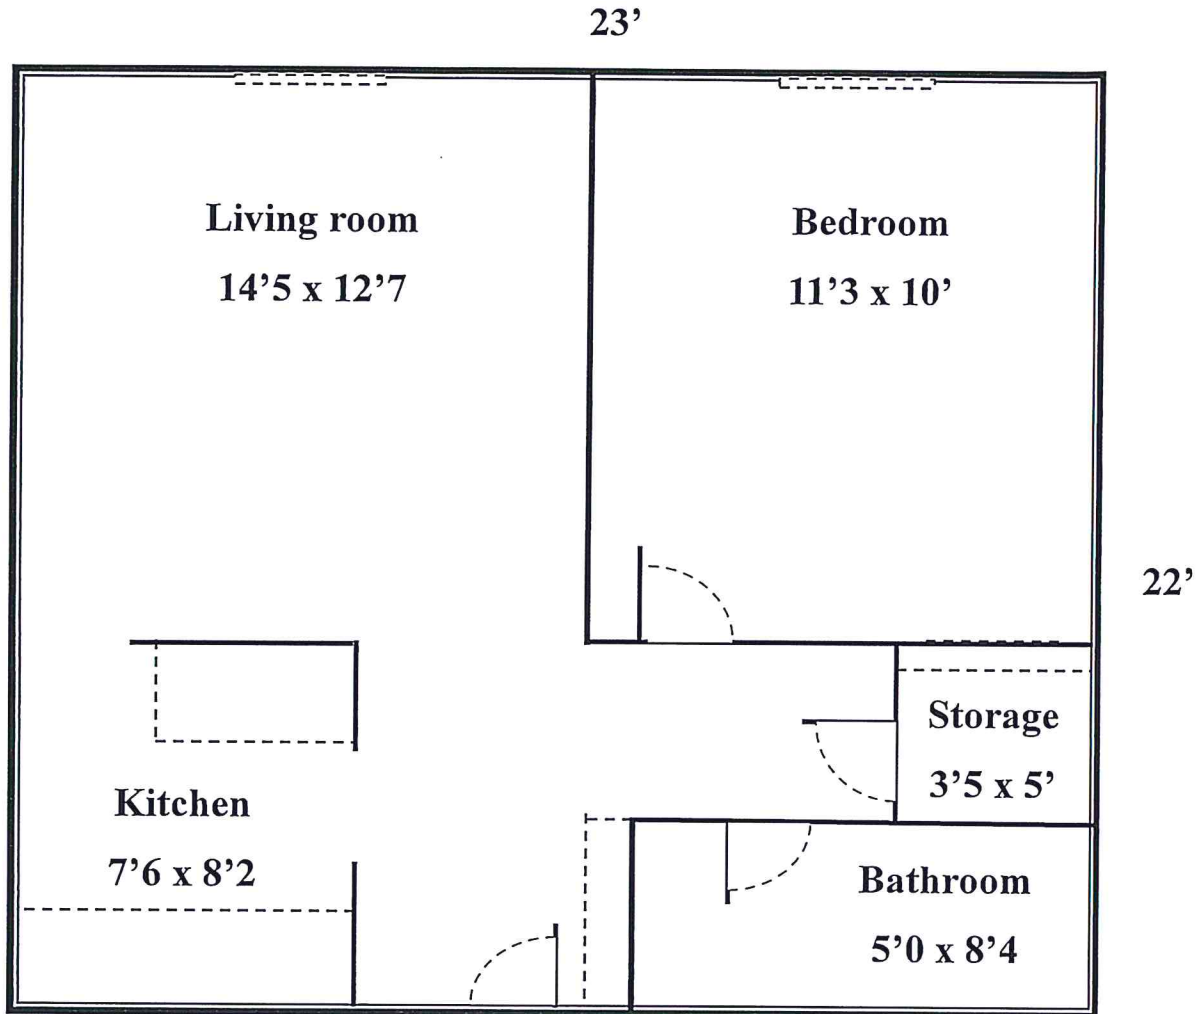 23’
Living room
14’5 x 12’7
Bedroom
11’3 x 10’
22’
Storage
3’5 x 5’
Kitchen
7’6 x 8’2
Bathroom
5’0 x 8’4